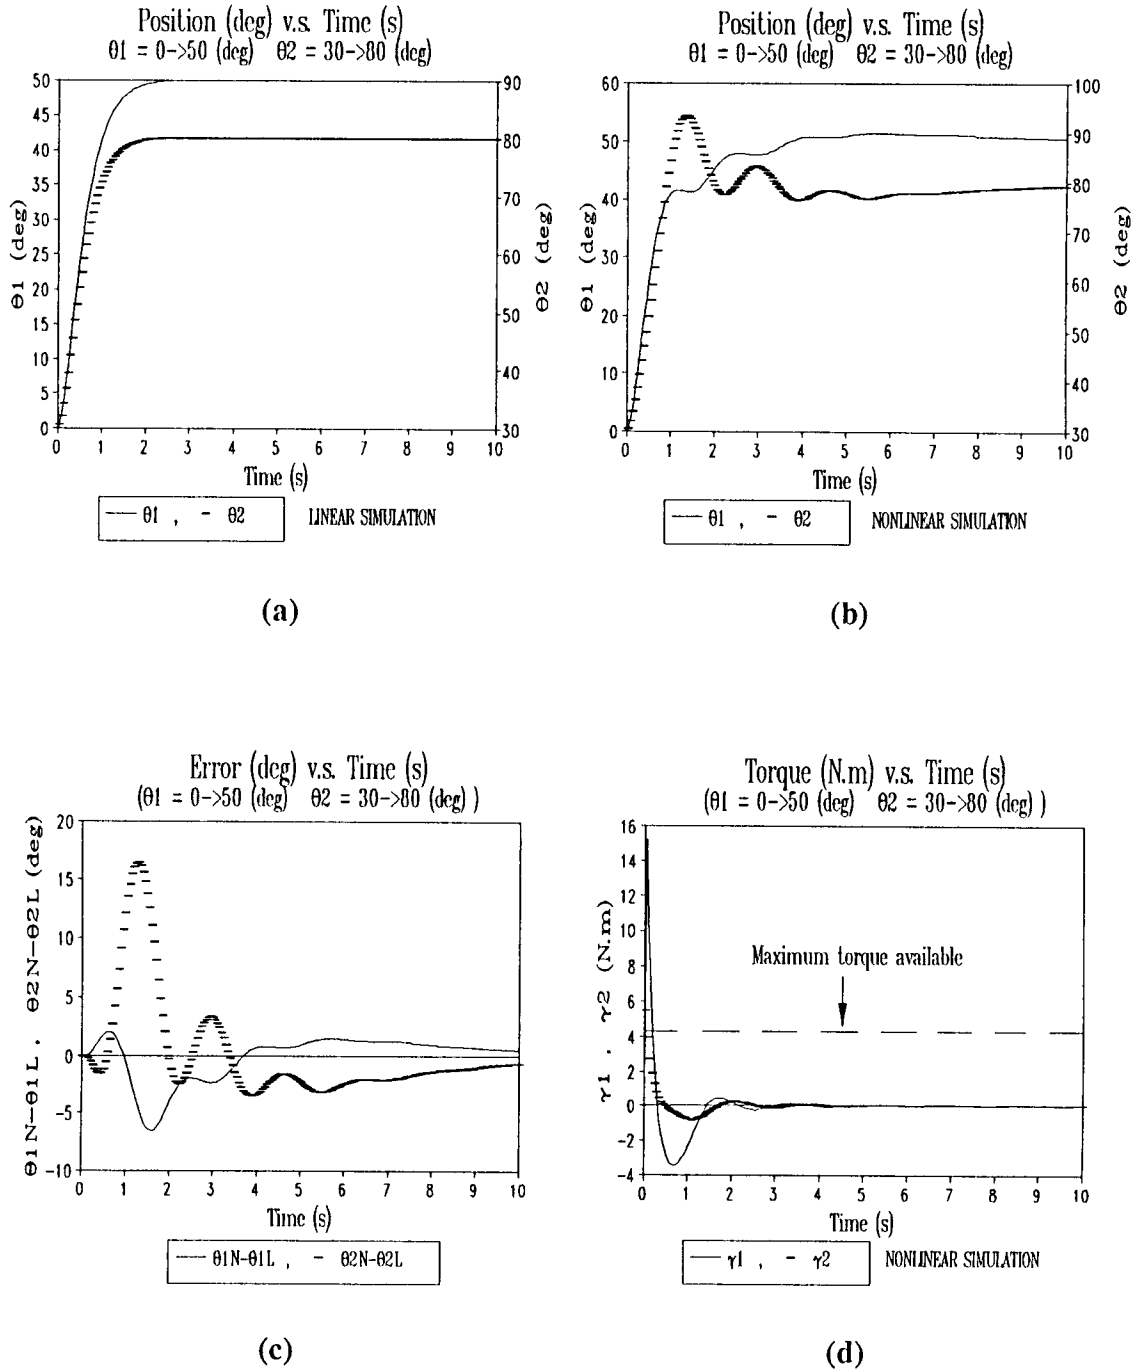 Position (deg) v.s. Time (s)
θ1 = 0->50 (deg) θ2 = 30->80 (deg)
50
45
40
35
30
25
20
15
10
5
0
θ1 (deg)
90
80
70
60
50
40
30
θ2 (deg)
0 1 2 3 4 5 6 7 8 9 10
Time (s)
θ1 , - θ2
LINEAR SIMULATION
(a)
Position (deg) v.s. Time (s)
θ1 = 0->50 (deg) θ2 = 30->80 (deg)
60
50
40
30
20
10
0
θ1 (deg)
100
90
80
70
60
50
40
30
θ2 (deg)
0 1 2 3 4 5 6 7 8 9 10
Time (s)
θ1 , - θ2
NONLINEAR SIMULATION
(b)
Error (deg) v.s. Time (s)
(θ1 = 0->50 (deg) θ2 = 30->80 (deg) )
20
15
10
5
0
-5
-10
θ1N-θ1L , θ2N-θ2L (deg)
0 1 2 3 4 5 6 7 8 9 10
Time (s)
θ1N-θ1L , - θ2N-θ2L
(c)
Torque (N.m) v.s. Time (s)
(θ1 = 0->50 (deg) θ2 = 30->80 (deg) )
16
14
12
10
8
6
4
2
0
-2
-4
γ1 , γ2 (N.m)
Maximum torque available
0 1 2 3 4 5 6 7 8 9 10
Time (s)
γ1 , - γ2
NONLINEAR SIMULATION
(d)